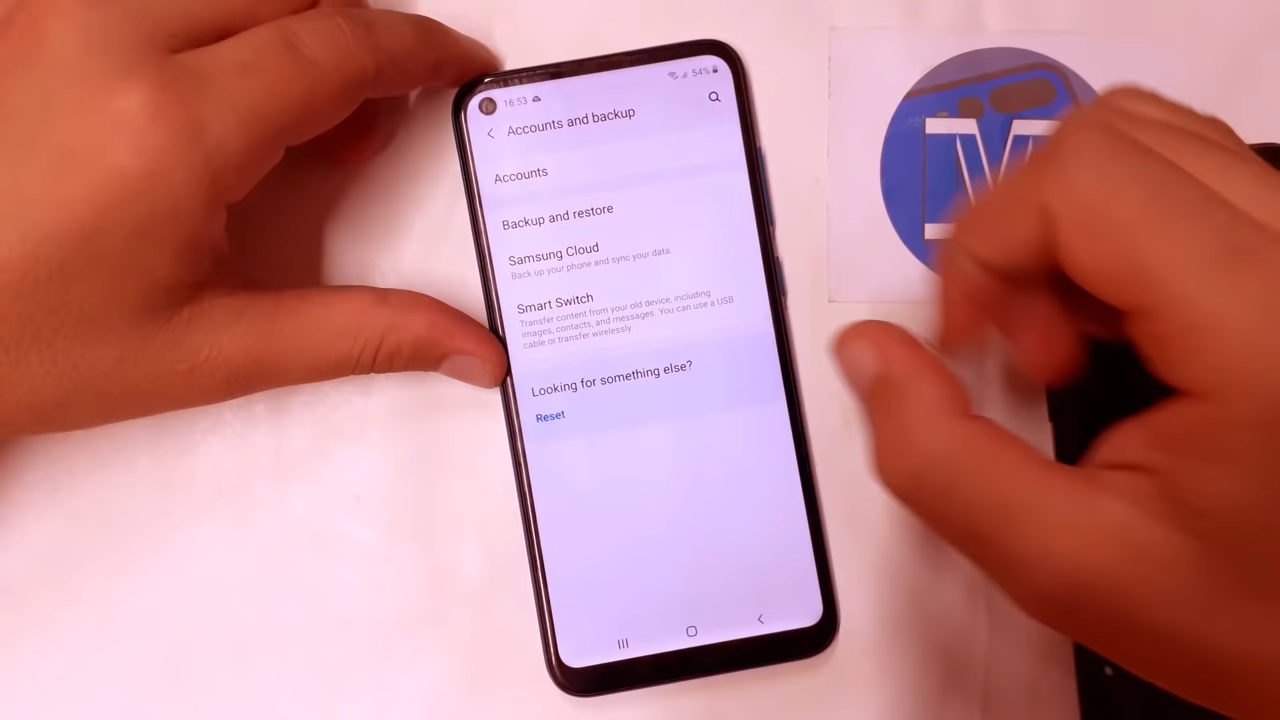 16:53
54%
Accounts and backup
Accounts
Backup and restore
Samsung Cloud
Back up your phone and sync your data.
Smart Switch
Transfer content from your old device, including
images, contacts, and messages. You can use a USB
cable or transfer wirelessly.
Looking for something else?
Reset